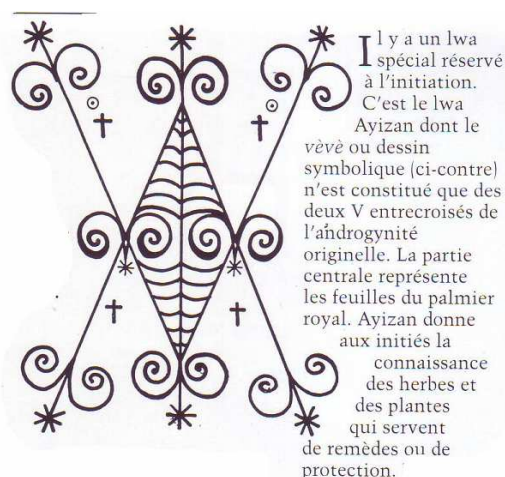 Il y a un lwa
spécial réservé
à l'initiation.
C'est le lwa
Ayizan dont le
vèvè ou dessin
symbolique (ci-contre)
n'est constitué que des
deux V entrecroisés de
l'androgynité
originelle. La partie
centrale représente
les feuilles du palmier
royal. Ayizan donne
aux initiés la
connaissance
des herbes et
des plantes
qui servent
de remèdes ou de
protection.